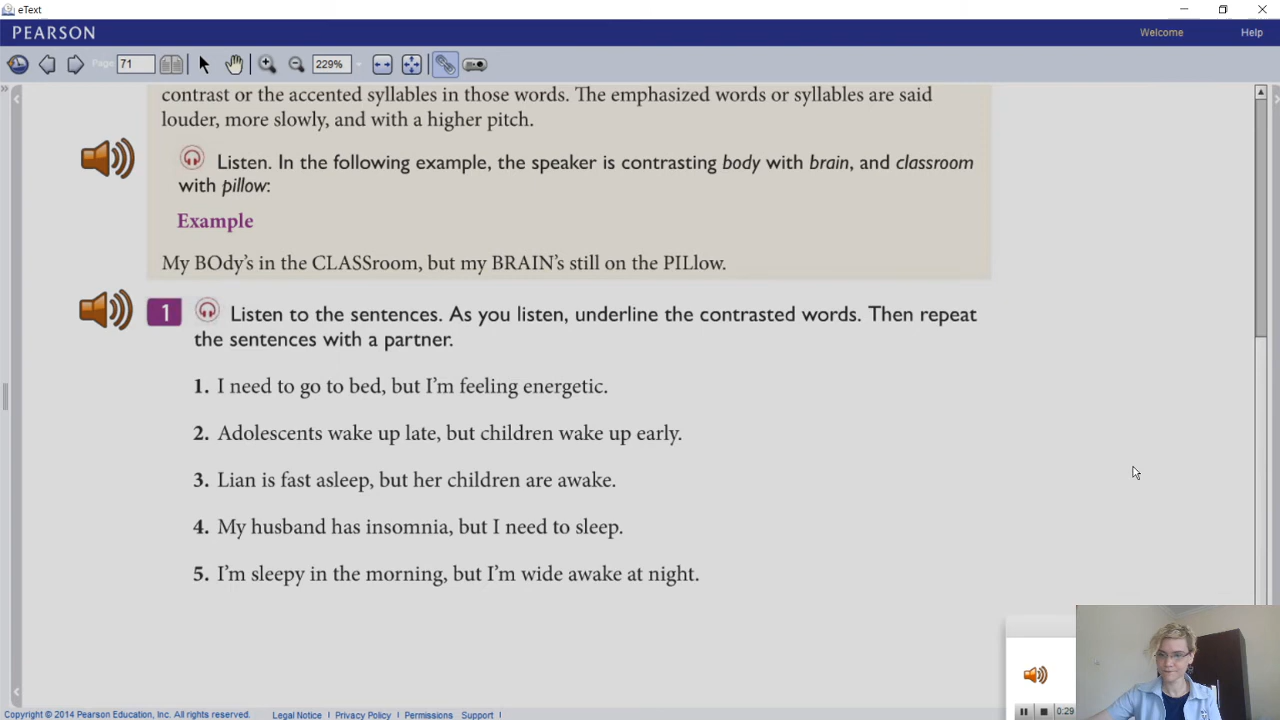 eText
PEARSON
Welcome Help
Page 71 229%
contrast or the accented syllables in those words. The emphasized words or syllables are said
louder, more slowly, and with a higher pitch.
Listen. In the following example, the speaker is contrasting body with brain, and classroom
with pillow:
Example
My BOdy's in the CLASSroom, but my BRAIN's still on the PILlow.
1 Listen to the sentences. As you listen, underline the contrasted words. Then repeat
the sentences with a partner.
1. I need to go to bed, but I'm feeling energetic.
2. Adolescents wake up late, but children wake up early.
3. Lian is fast asleep, but her children are awake.
4. My husband has insomnia, but I need to sleep.
5. I'm sleepy in the morning, but I'm wide awake at night.
0:29
Copyright © 2014 Pearson Education, Inc. All rights reserved. Legal Notice | Privacy Policy | Permissions Support |